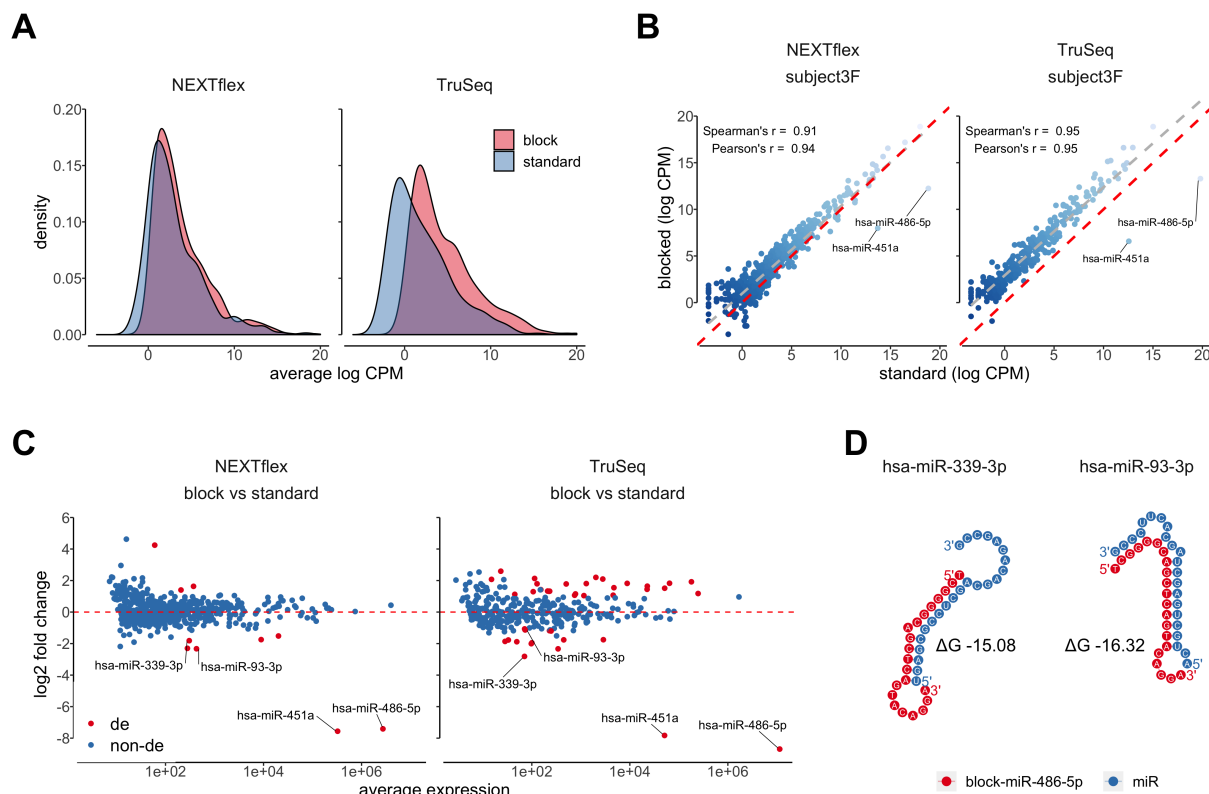 A
NEXTflex
TruSeq
0.20
0.15
0.10
0.05
0.00
density
block
standard
0
10
20
0
10
20
average log CPM
B
NEXTflex
subject3F
TruSeq
subject3F
20
15
10
5
0
blocked (log CPM)
Spearman's r = 0.91
Pearson's r = 0.94
hsa-miR-486-5p
hsa-miR-451a
Spearman's r = 0.95
Pearson's r = 0.95
hsa-miR-486-5p
hsa-miR-451a
0
5
10
15
20
0
5
10
15
20
standard (log CPM)
C
NEXTflex
block vs standard
TruSeq
block vs standard
6
4
2
0
-2
-4
-6
-8
log2 fold change
hsa-miR-339-3p
hsa-miR-93-3p
hsa-miR-451a
hsa-miR-486-5p
de
non-de
hsa-miR-93-3p
hsa-miR-339-3p
hsa-miR-451a
hsa-miR-486-5p
1e+02
1e+04
1e+06
1e+02
1e+04
1e+06
average expression
D
hsa-miR-339-3p
hsa-miR-93-3p
3'
5'
5'
3'
ΔG -15.08
3'
5'
5'
3'
ΔG -16.32
block-miR-486-5p
miR